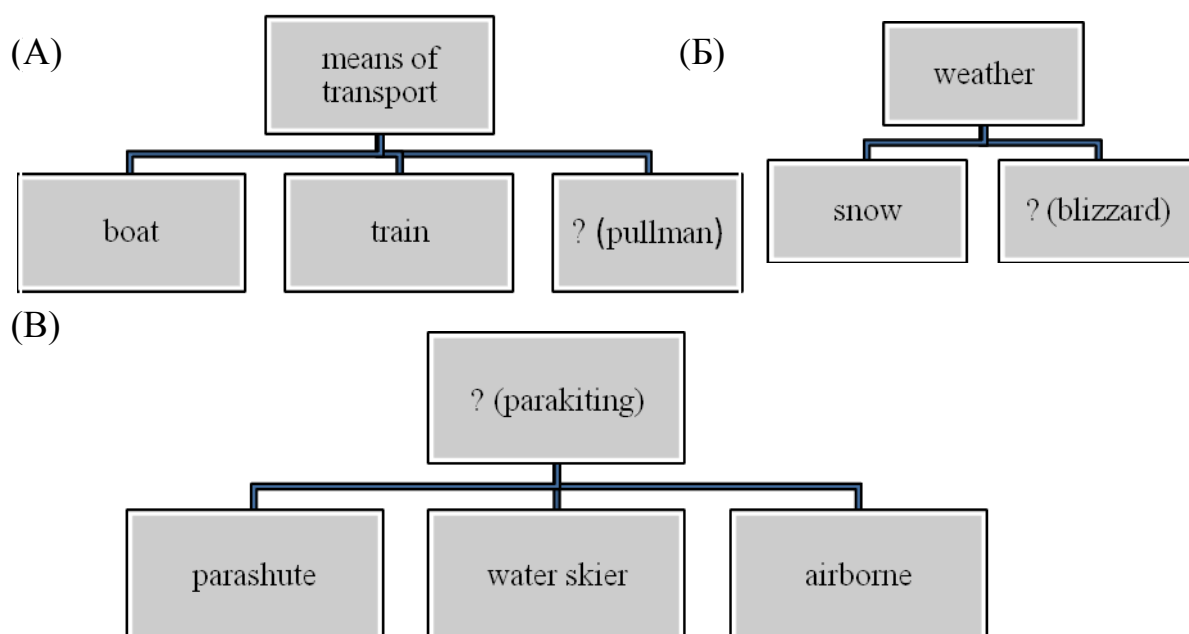 (А)
means of
transport
boat
train
? (pullman)
(Б)
weather
snow
? (blizzard)
(В)
? (parakiting)
parashute
water skier
airborne